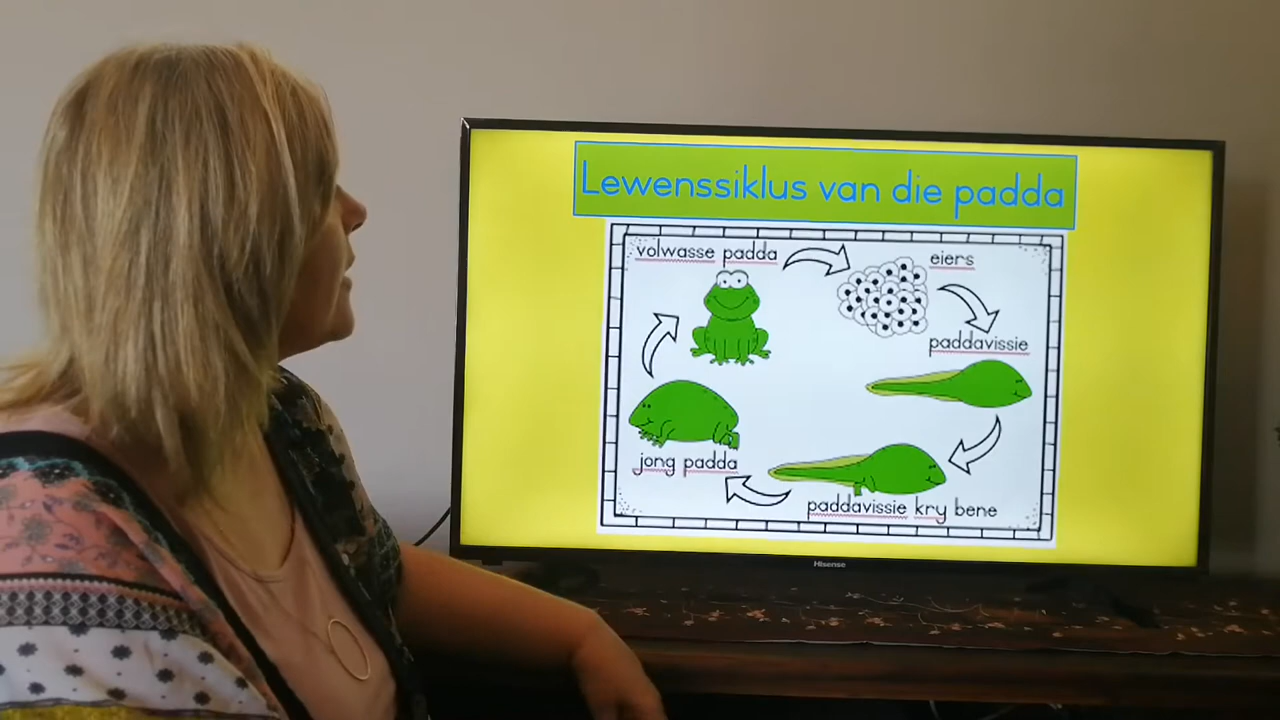 Lewenssiklus van die padda
volwasse padda
eiers
paddavissie
paddavissie kry bene
jong padda
Hisense